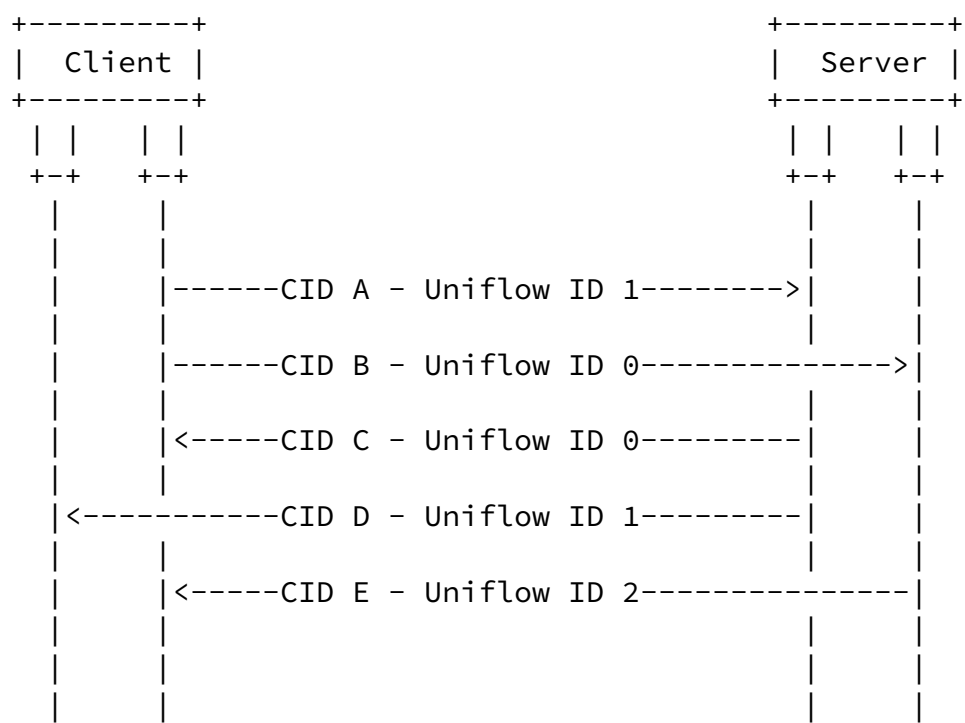 Client Server
CID A - Uniflow ID 1
CID B - Uniflow ID 0
CID C - Uniflow ID 0
CID D - Uniflow ID 1
CID E - Uniflow ID 2